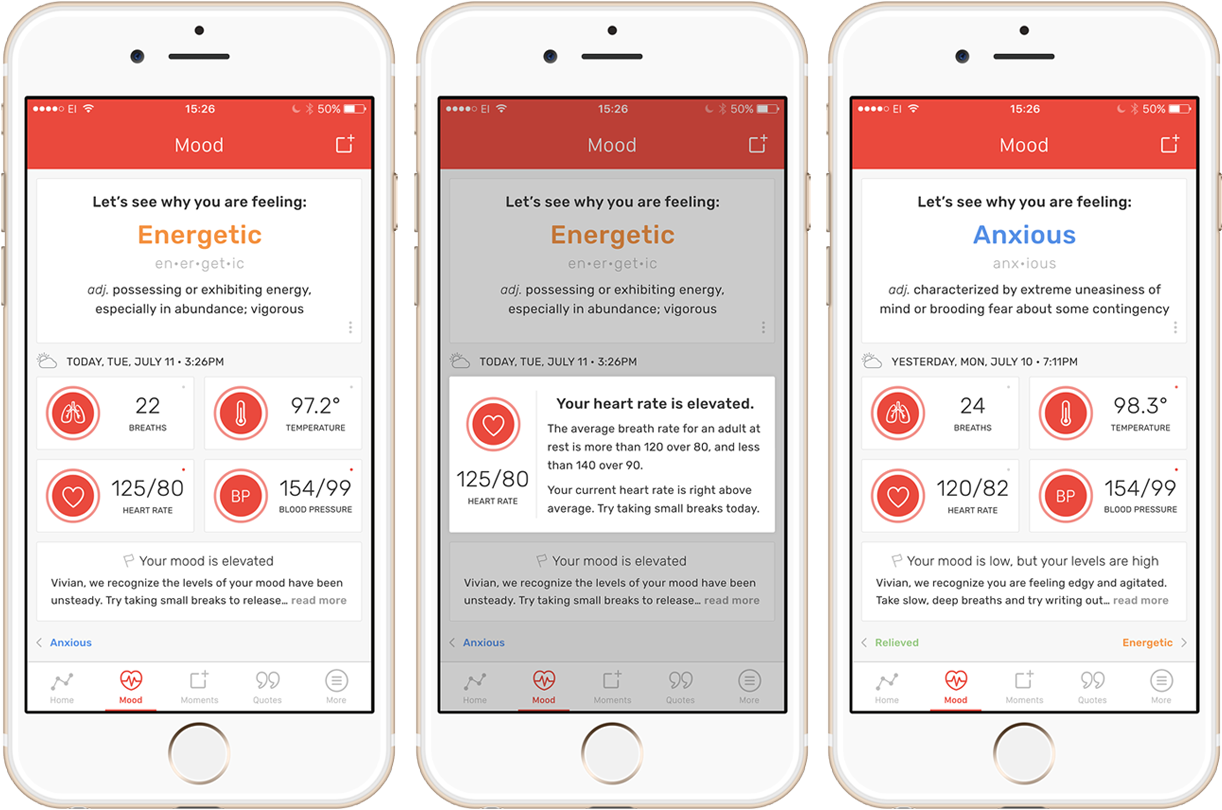 EI 15:26 50%
Mood
Let's see why you are feeling:
Energetic
en•er•get•ic
adj. possessing or exhibiting energy,
especially in abundance; vigorous
TODAY, TUE, JULY 11 • 3:26PM
22
BREATHS
97.2°
TEMPERATURE
125/80
HEART RATE
BP
154/99
BLOOD PRESSURE
Your mood is elevated
Vivian, we recognize the levels of your mood have been
unsteady. Try taking small breaks to release... read more
Anxious
Home Mood Moments Quotes More
EI 15:26 50%
Mood
Let's see why you are feeling:
Energetic
en•er•get•ic
adj. possessing or exhibiting energy,
especially in abundance; vigorous
TODAY, TUE, JULY 11 • 3:26PM
125/80
HEART RATE
Your heart rate is elevated.
The average breath rate for an adult at
rest is more than 120 over 80, and less
than 140 over 90.
Your current heart rate is right above
average. Try taking small breaks today.
Your mood is elevated
Vivian, we recognize the levels of your mood have been
unsteady. Try taking small breaks to release... read more
Anxious
Home Mood Moments Quotes More
EI 15:26 50%
Mood
Let's see why you are feeling:
Anxious
anx•ious
adj. characterized by extreme uneasiness of
mind or brooding fear about some contingency
YESTERDAY, MON, JULY 10 • 7:11PM
24
BREATHS
98.3°
TEMPERATURE
120/82
HEART RATE
BP
154/99
BLOOD PRESSURE
Your mood is low, but your levels are high
Vivian, we recognize you are feeling edgy and agitated.
Take slow, deep breaths and try writing out... read more
Relieved Energetic
Home Mood Moments Quotes More